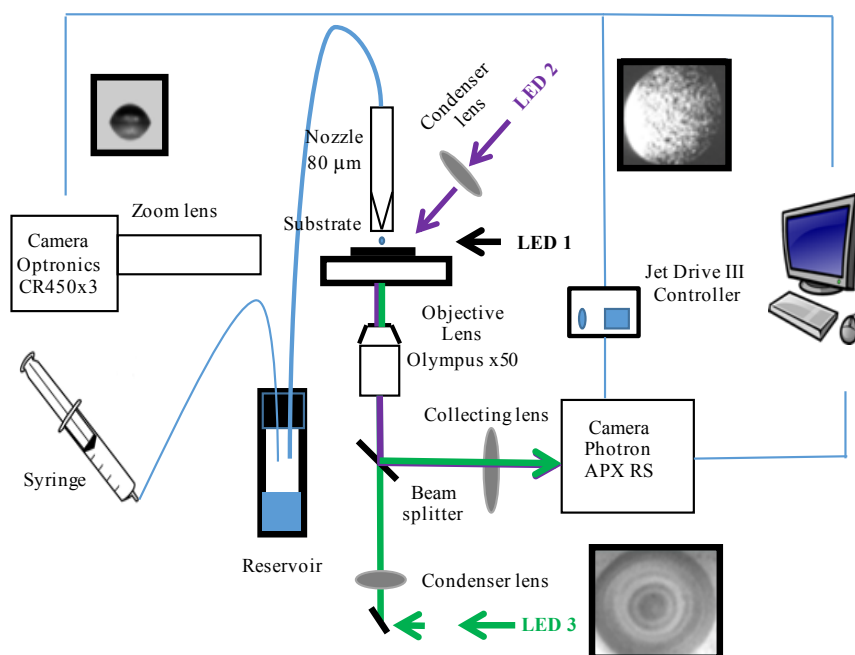 LED 2
Condenser
lens
Nozzle
80 µm
Zoom lens
Substrate
Camera
Optronics
CR450x3
LED 1
Jet Drive III
Controller
Objective
Lens
Olympus x50
Collecting lens
Camera
Photron
APX RS
Syringe
Beam
splitter
Reservoir
Condenser lens
LED 3